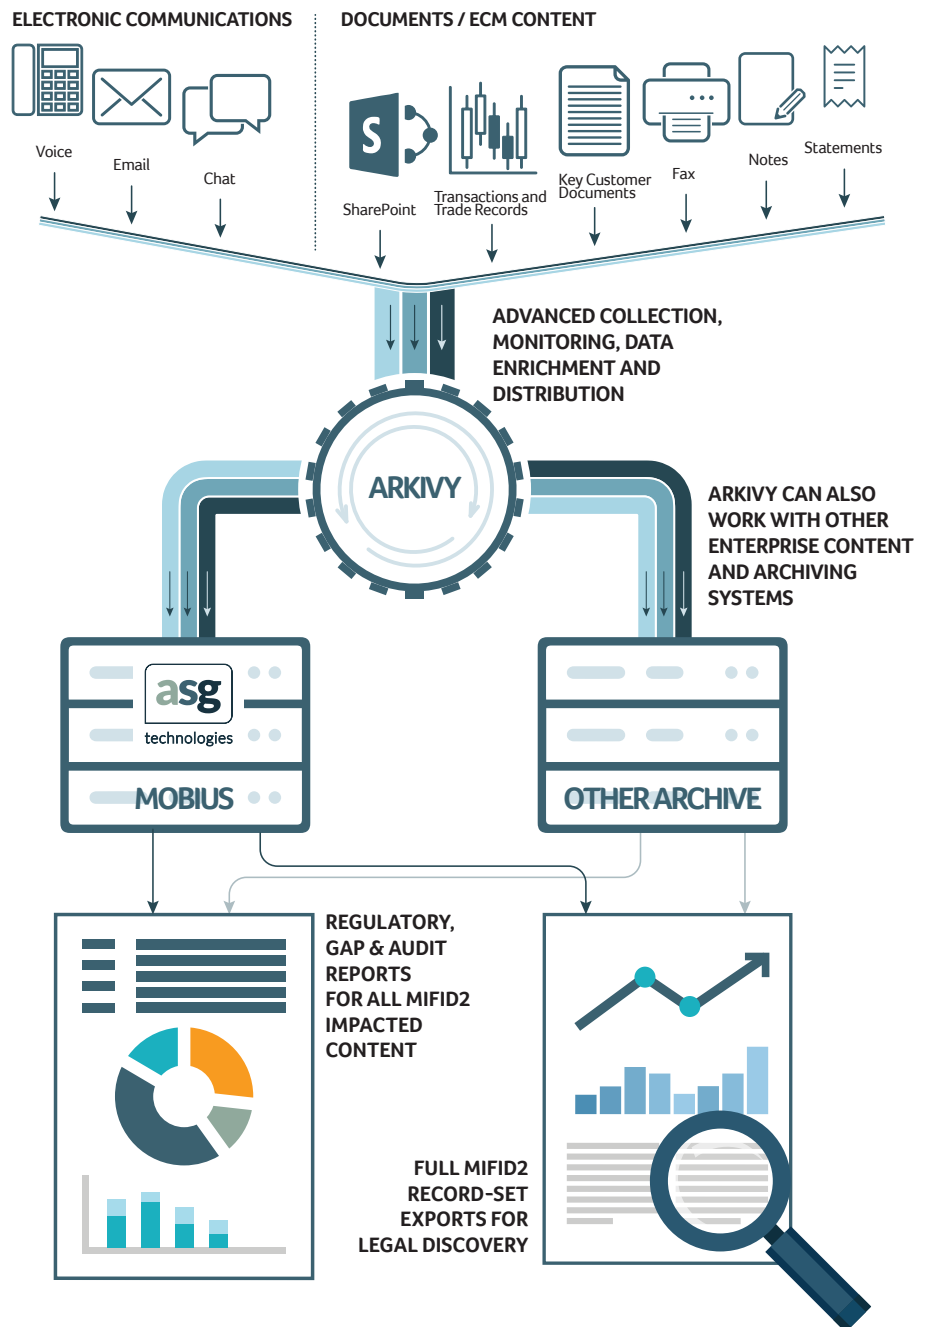 ELECTRONIC COMMUNICATIONS
DOCUMENTS / ECM CONTENT
Voice
Email
Chat
S
SharePoint
Transactions and
Trade Records
Key Customer
Documents
Fax
Notes
Statements
ADVANCED COLLECTION,
MONITORING, DATA
ENRICHMENT AND
DISTRIBUTION
ARKIVY
ARKIVY CAN ALSO
WORK WITH OTHER
ENTERPRISE CONTENT
AND ARCHIVING
SYSTEMS
asg
technologies
MOBIUS
OTHER ARCHIVE
REGULATORY,
GAP & AUDIT
REPORTS
FOR ALL MIFID2
IMPACTED
CONTENT
FULL MIFID2
RECORD-SET
EXPORTS FOR
LEGAL DISCOVERY